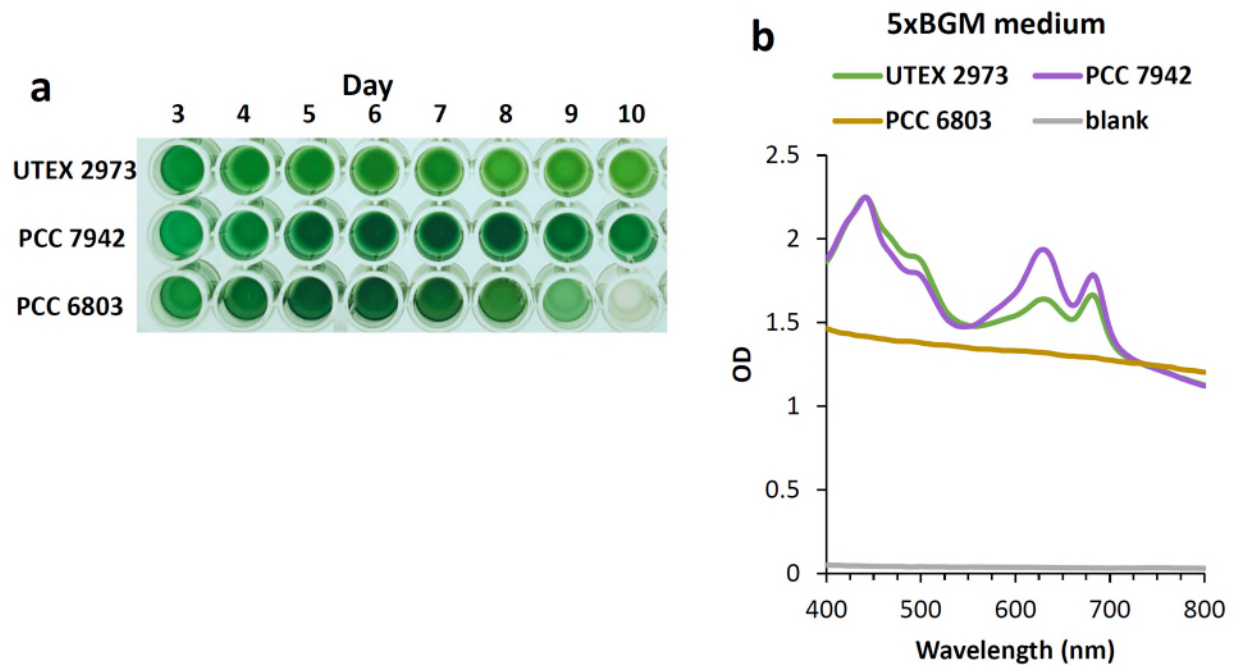 a
Day
3 4 5 6 7 8 9 10
UTEX 2973
PCC 7942
PCC 6803
b
5xBGM medium
UTEX 2973 PCC 7942
PCC 6803 blank
2.5
2
1.5
1
0.5
0
OD
400 500 600 700 800
Wavelength (nm)